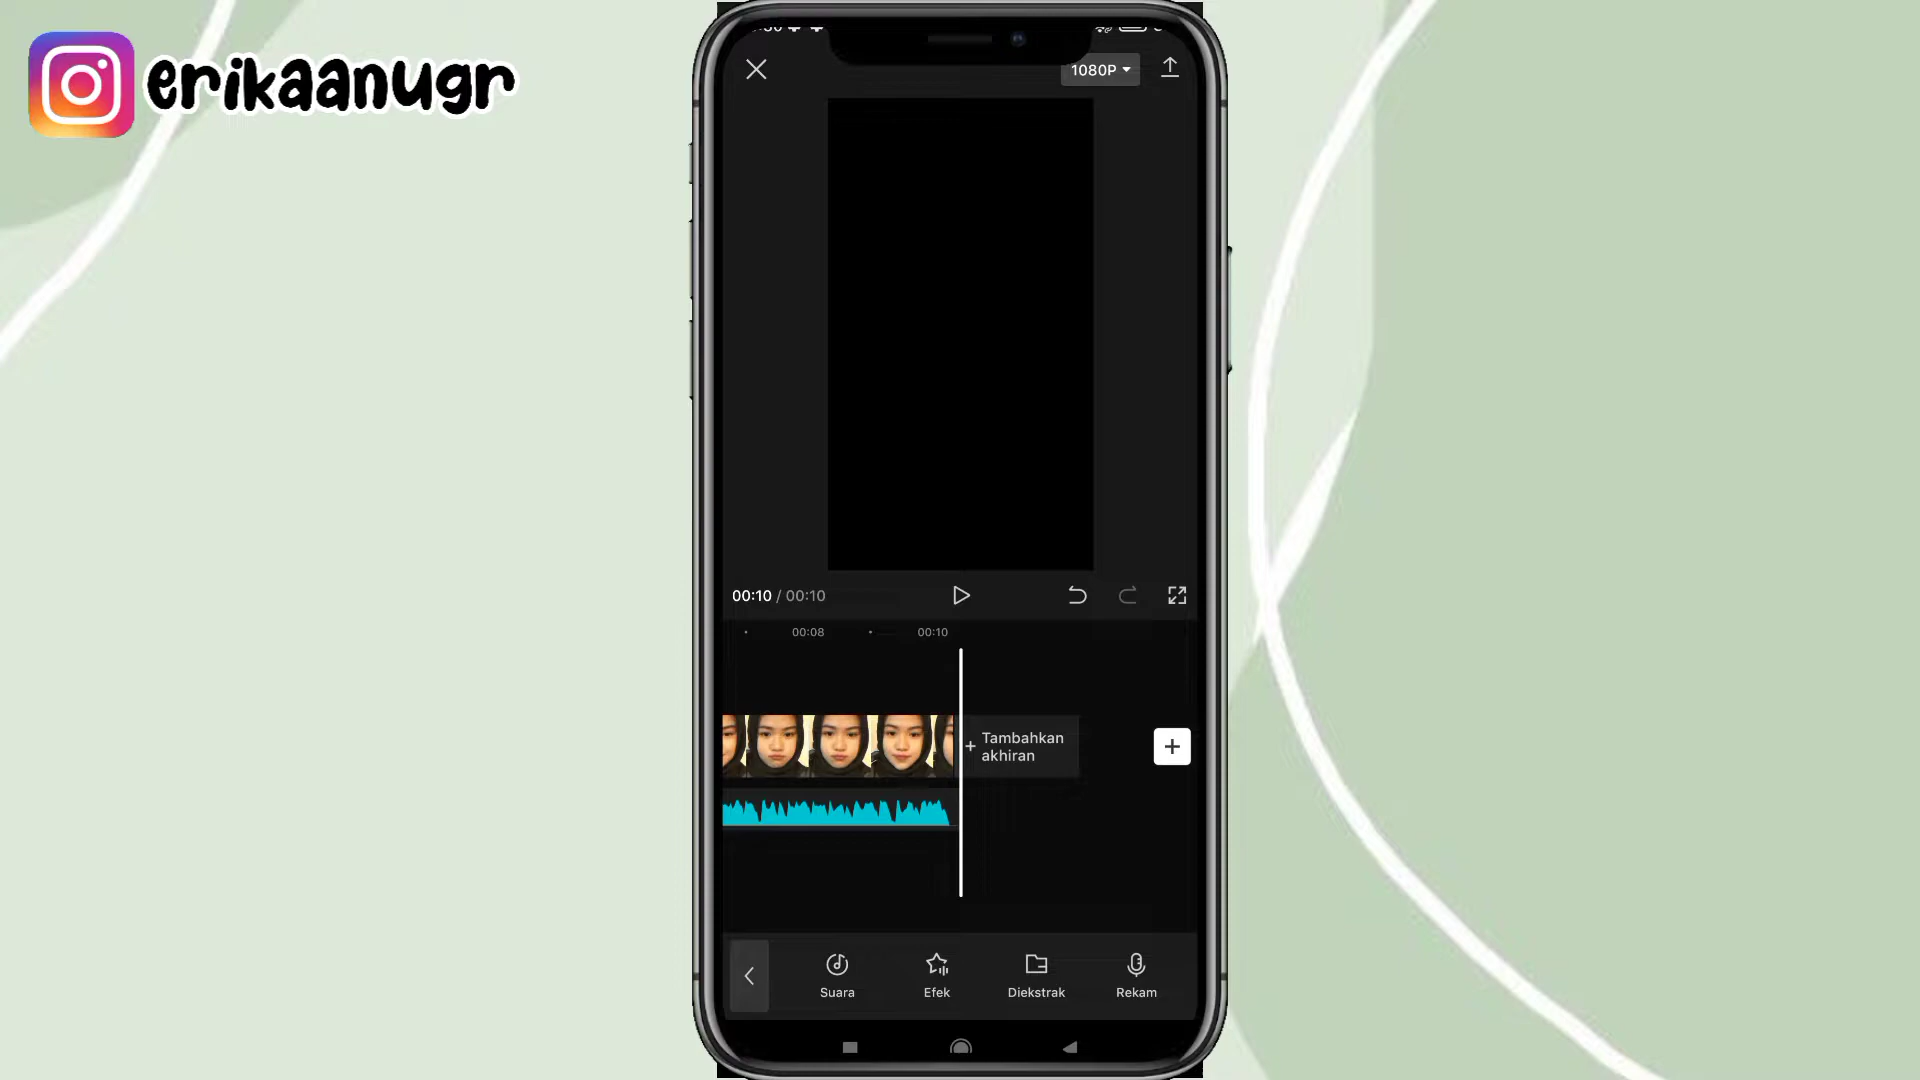 erikaanugr
1080P
00:10 / 00:10
00:08
00:10
+ Tambahkan
akhiran
Suara
Efek
Diekstrak
Rekam